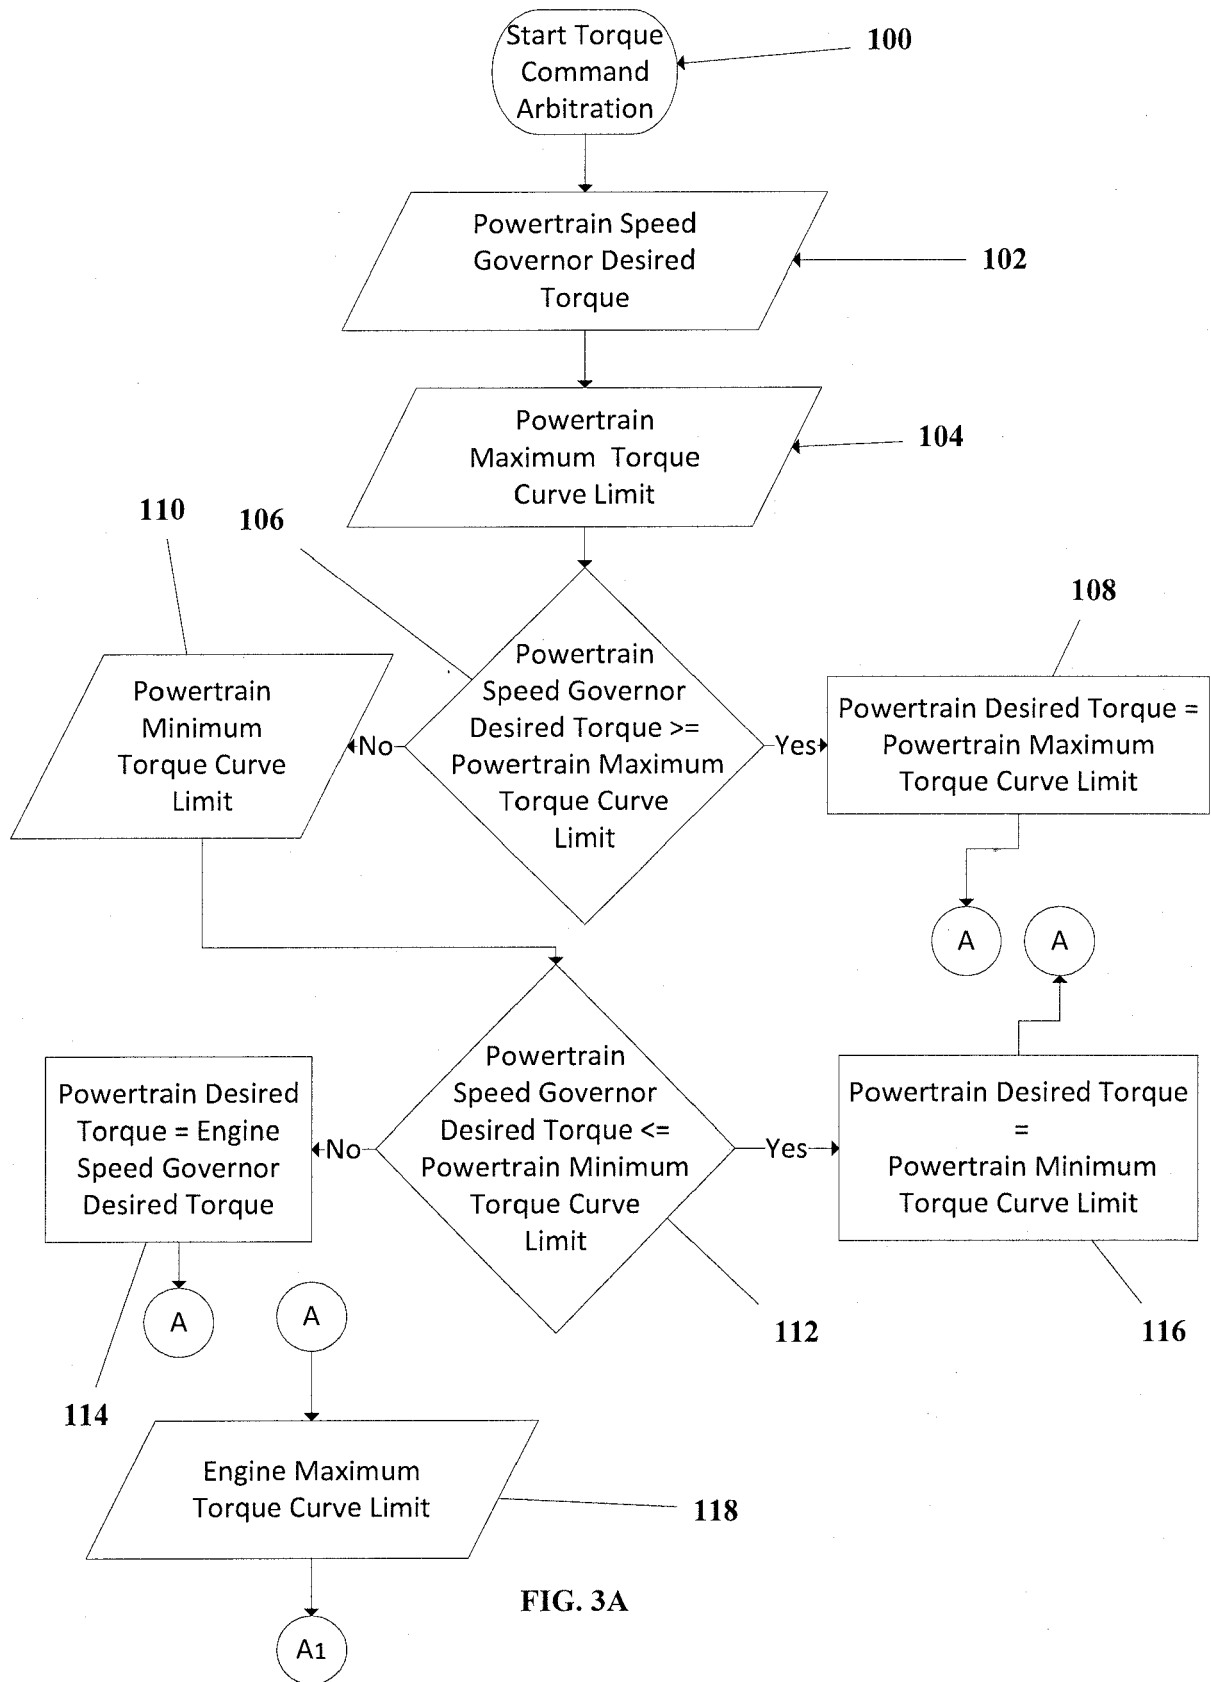 Start Torque
Command
Arbitration
100
Powertrain Speed
Governor Desired
Torque
102
Powertrain
Maximum Torque
Curve Limit
104
110
106
108
Powertrain
Minimum
Torque Curve
Limit
No
Powertrain
Speed Governor
Desired Torque >=
Powertrain Maximum
Torque Curve
Limit
Yes
Powertrain Desired Torque =
Powertrain Maximum
Torque Curve Limit
A
A
Powertrain Desired
Torque = Engine
Speed Governor
Desired Torque
No
Powertrain
Speed Governor
Desired Torque <=
Powertrain Minimum
Torque Curve
Limit
Yes
Powertrain Desired Torque
=
Powertrain Minimum
Torque Curve Limit
A
A
112
116
114
Engine Maximum
Torque Curve Limit
118
FIG. 3A
A1